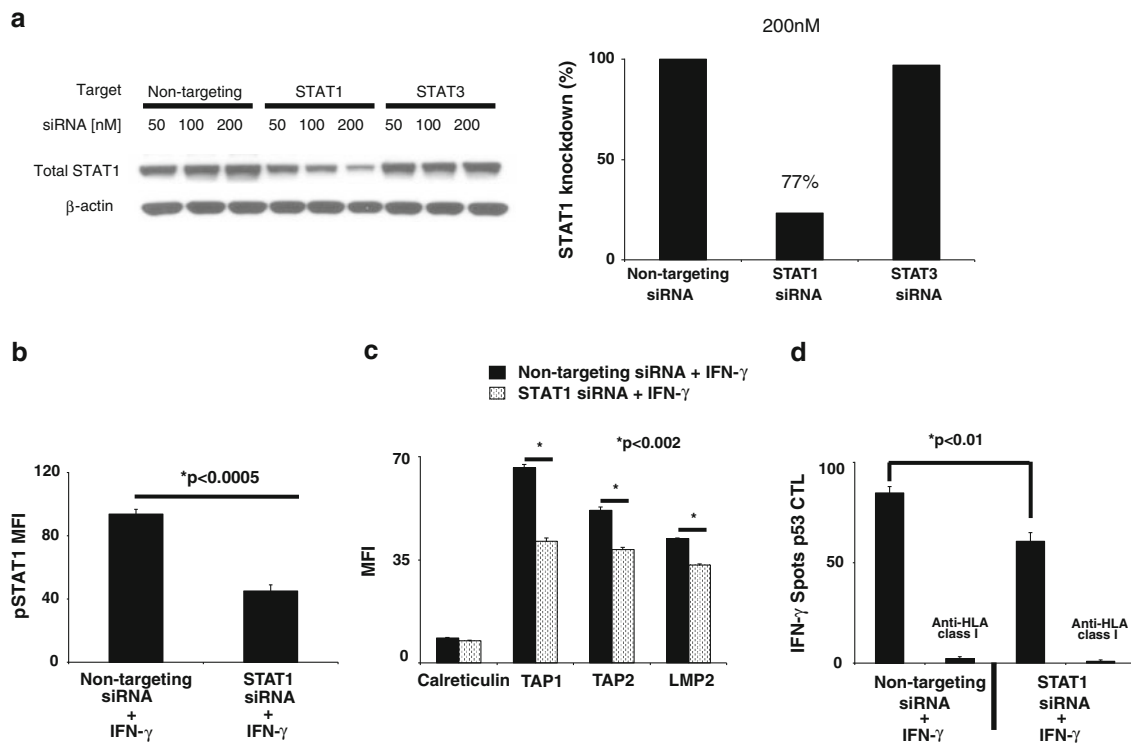 a
Target Non-targeting STAT1 STAT3
siRNA [nM] 50 100 200 50 100 200 50 100 200
Total STAT1
β-actin
200nM
STAT1 knockdown (%)
100
50
0
77%
Non-targeting siRNA
STAT1 siRNA
STAT3 siRNA
b
pSTAT1 MFI
120
80
40
0
*p<0.0005
Non-targeting
siRNA
+
IFN-γ
STAT1
siRNA
+
IFN-γ
c
Non-targeting siRNA + IFN-γ
STAT1 siRNA + IFN-γ
MFI
70
35
0
*p<0.002
*
*
*
Calreticulin TAP1 TAP2 LMP2
d
IFN-γ Spots p53 CTL
100
50
0
*p<0.01
Anti-HLA
class I
Anti-HLA
class I
Non-targeting
siRNA
+
IFN-γ
STAT1
siRNA
+
IFN-γ